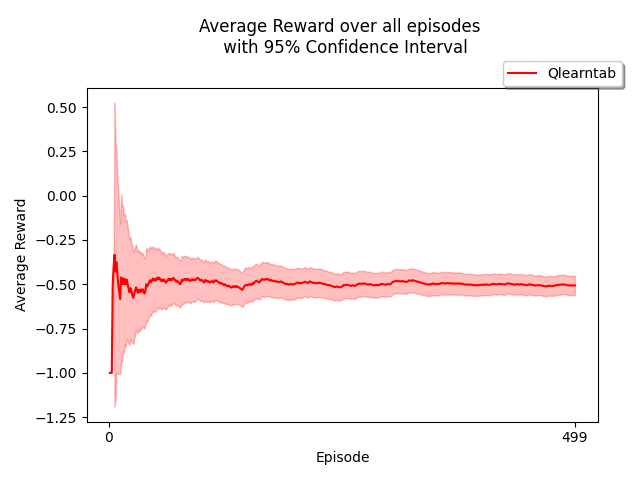 Average Reward over all episodes
with 95% Confidence Interval
Qlearntab
0.50
0.25
0.00
−0.25
−0.50
−0.75
−1.00
−1.25
Average Reward
0
499
Episode